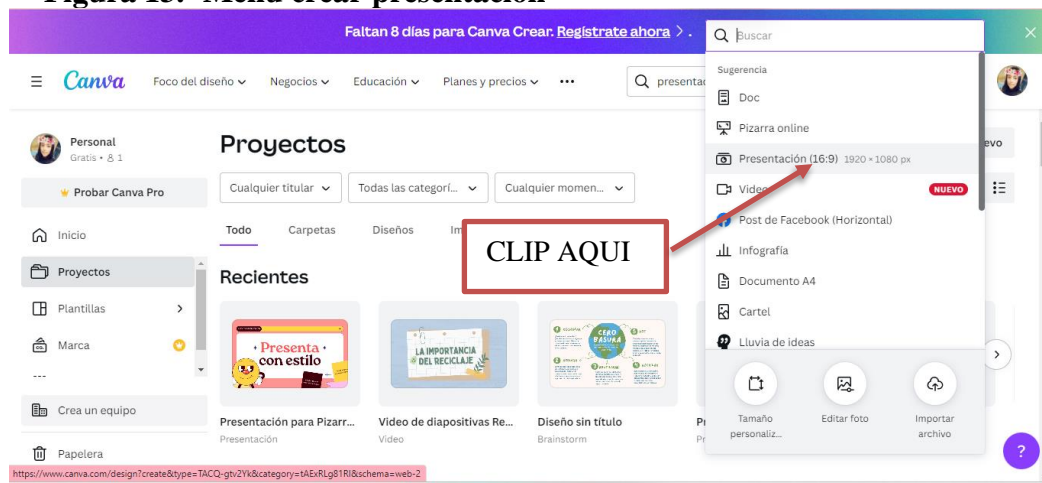 Figura 13. Menú crear presentación
Faltan 8 días para Canva Crear. Regístrate ahora > .
Buscar
Canva
Foco del diseño
Negocios
Educación
Planes y precios
•••
Sugerencia
Doc
Pizarra online
Presentación (16:9) 1920 × 1080 px
Video
NUEVO
Post de Facebook (Horizontal)
Infografía
Documento A4
Cartel
Lluvia de ideas
Tamaño personaliz...
Editar foto
Importar archivo
Personal
Gratis • 1
Probar Canva Pro
Inicio
Proyectos
Plantillas
Marca
---
Crea un equipo
Papelera
Proyectos
Cualquier titular
Todas las categorí...
Cualquier momen...
Todo
Carpetas
Diseños
CLIP AQUI
Recientes
Presenta
con estilo
LA IMPORTANCIA
DEL RECICLAJE
CERO
BASURA
Presentación para Pizarr...
Presentación
Video de diapositivas Re...
Video
Diseño sin título
Brainstorm
?
https://www.canva.com/design?create&type=TACQ-gtv2Yk&category=tAExRLg81RI&schema=web-2